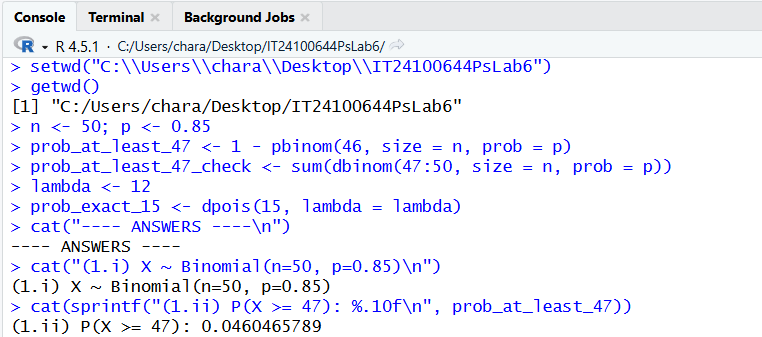 Console Terminal Background Jobs
R 4.5.1 · C:/Users/chara/Desktop/IT24100644PsLab6/
> setwd("C:\\Users\\chara\\Desktop\\IT24100644PsLab6")
> getwd()
[1] "C:/Users/chara/Desktop/IT24100644PsLab6"
> n <- 50; p <- 0.85
> prob_at_least_47 <- 1 - pbinom(46, size = n, prob = p)
> prob_at_least_47_check <- sum(dbinom(47:50, size = n, prob = p))
> lambda <- 12
> prob_exact_15 <- dpois(15, lambda = lambda)
> cat("---- ANSWERS ----\n")
---- ANSWERS ----
> cat("(1.i) X ~ Binomial(n=50, p=0.85)\n")
(1.i) X ~ Binomial(n=50, p=0.85)
> cat(sprintf("(1.ii) P(X >= 47): %.10f\n", prob_at_least_47))
(1.ii) P(X >= 47): 0.0460465789